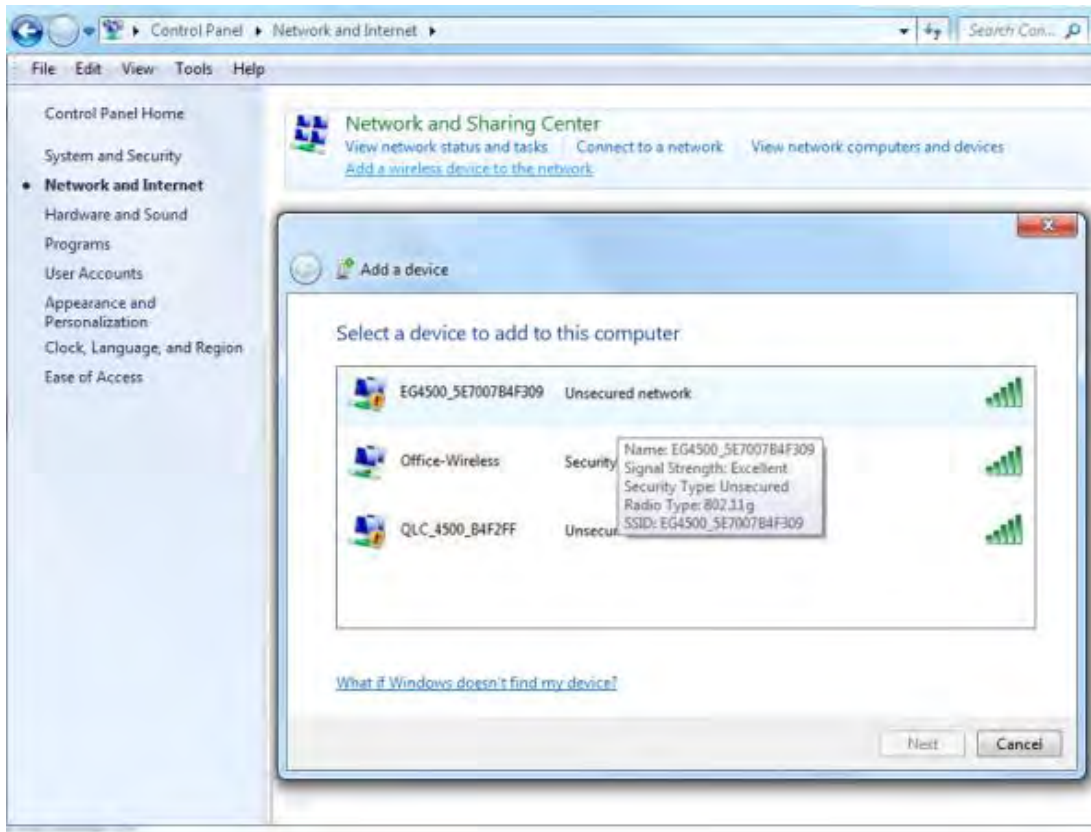 Control Panel ▸ Network and Internet ▸
Search Con...
File Edit View Tools Help
Control Panel Home
System and Security
Network and Internet
Hardware and Sound
Programs
User Accounts
Appearance and
Personalization
Clock, Language, and Region
Ease of Access
Network and Sharing Center
View network status and tasks Connect to a network View network computers and devices
Add a wireless device to the network
Add a device
Select a device to add to this computer
EG4500_5E7007B4F309 Unsecured network
Office-Wireless Security
Name: EG4500_5E7007B4F309
Signal Strength: Excellent
Security Type: Unsecured
Radio Type: 802.11g
SSID: EG4500_5E7007B4F309
QLC_4500_B4F2FF Unsecur
What if Windows doesn't find my device?
Next Cancel